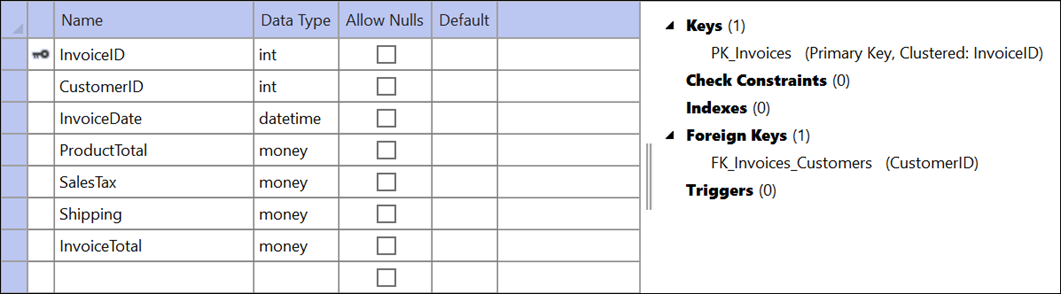 Name Data Type Allow Nulls Default
InvoiceID int
CustomerID int
InvoiceDate datetime
ProductTotal money
SalesTax money
Shipping money
InvoiceTotal money
Keys (1)
PK_Invoices (Primary Key, Clustered: InvoiceID)
Check Constraints (0)
Indexes (0)
Foreign Keys (1)
FK_Invoices_Customers (CustomerID)
Triggers (0)